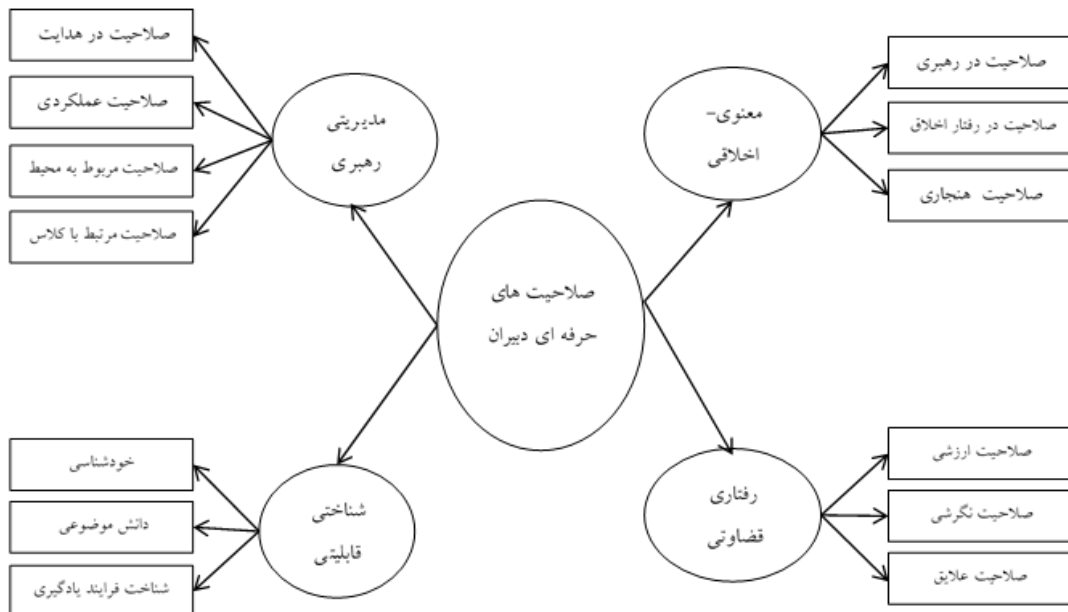 صلاحیت در رهبری
صلاحیت در رفتار اخلاق
صلاحیت هنجاری
معنوی-
اخلاقی
صلاحیت در هدایت
صلاحیت عملکردی
صلاحیت مربوط به محیط
صلاحیت مرتبط با کلاس
مدیریتی
رهبری
صلاحیت های
حرفه ای دبیران
صلاحیت ارزشی
صلاحیت نگرشی
صلاحیت علایق
رفتاری
قضاوتی
شناختی
قابلیتی
خودشناسی
دانش موضوعی
شناخت فرایند یادگیری